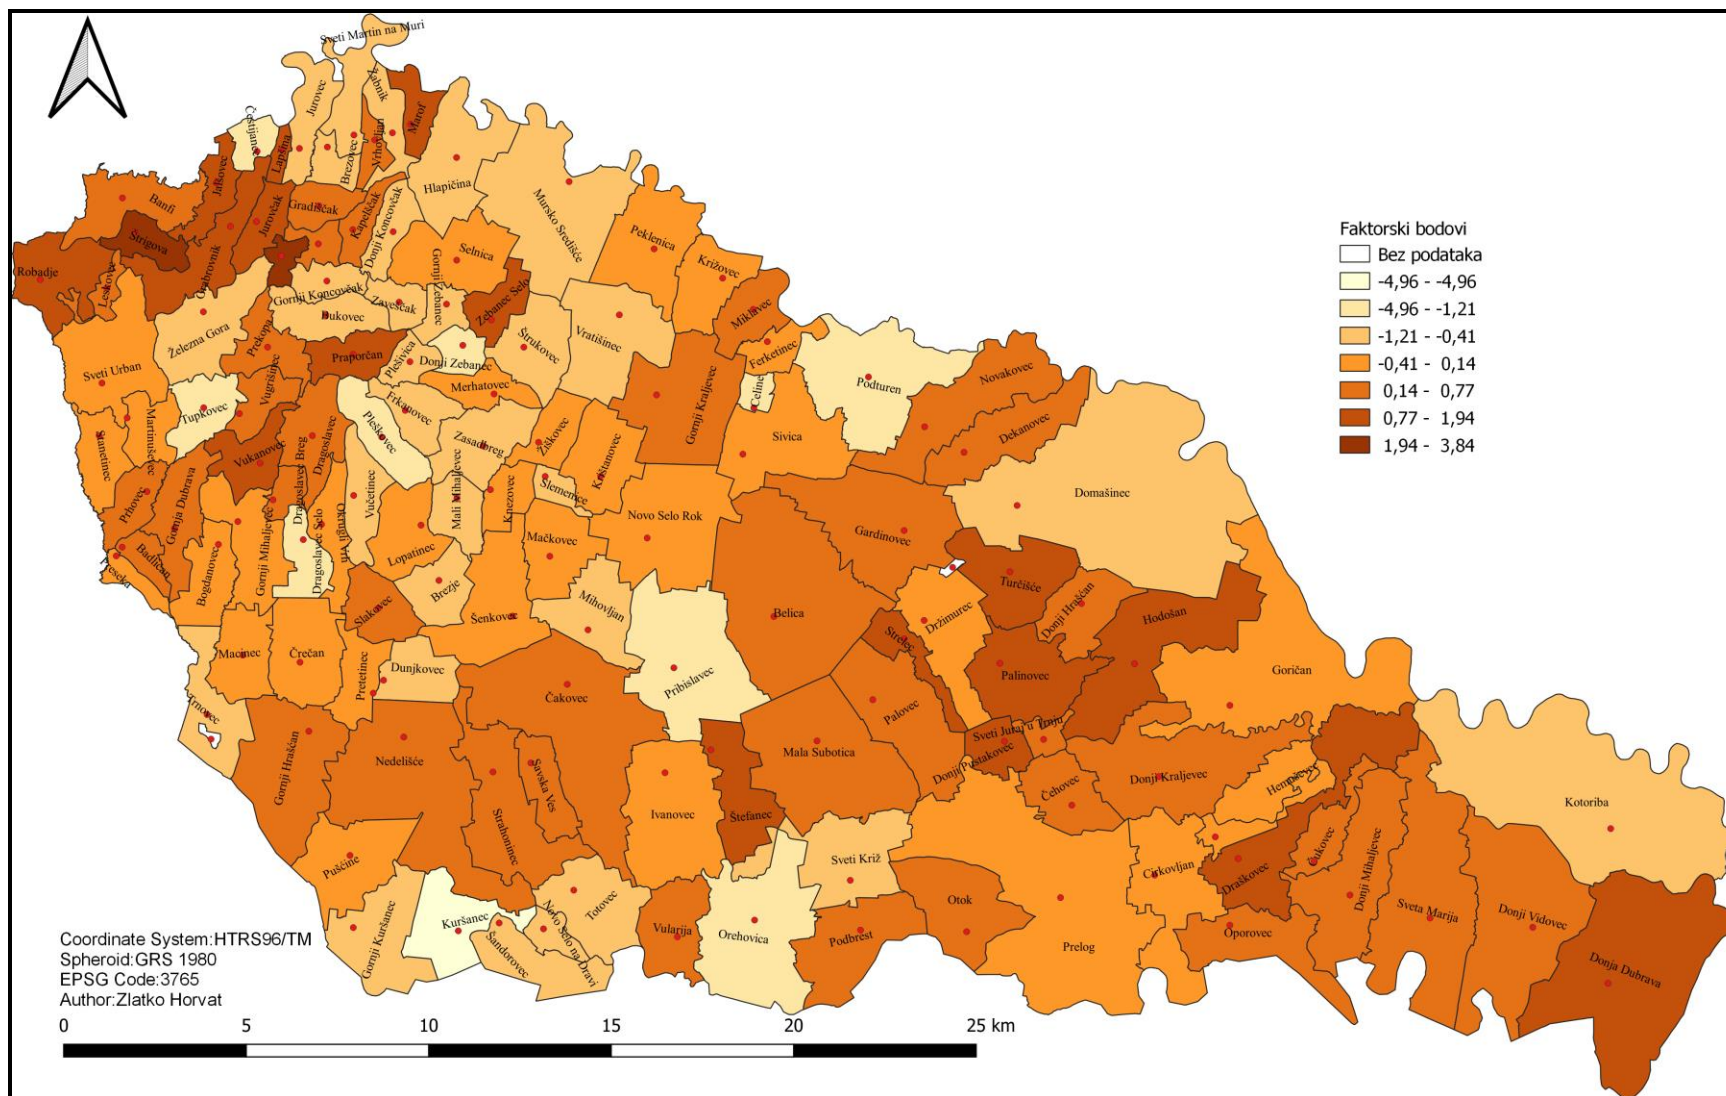 Sveti Martin na Muri
Jurovec
Žabnik
Marof
Čestijanec
Lapšina
Brezovec
Vrhovljan
Hlapičina
Jalšovec
Banfi
Jurovčak
Gradiščak
Kapelščak
Donji Koncovčak
Mursko Središće
Štrigova
Robadje
Leskovec
Grabrovnik
Selnica
Peklenica
Križovec
Gornji Koncovčak
Gornji Zebanec
Zaveščak
Zebanec Selo
Bukovec
Železna Gora
Prekopa
Praporčan
Plešivica
Donji Zebanec
Štrukovec
Vratišinec
Miklavec
Ferketinec
Sveti Urban
Vugrišinec
Merhatovec
Frkanovec
Gornji Kraljevec
Celine
Podturen
Novakovec
Tupkovec
Pleškovec
Dekanovec
Stanetinec
Martinuševec
Vukanovec
Dragoslavec Breg
Dragoslavec
Zasadbreg
Žiškovec
Krištanovec
Sivica
Domašinec
Prhovec
Gornja Dubrava
Vučetinec
Mali Mihaljevec
Knezovec
Slemenice
Novo Selo Rok
Gardinovec
Badličan
Preseka
Bogdanovec
Gornji Mihaljevec
Dragoslavec Selo
Okrugli Vrh
Lopatinec
Mačkovec
Brezje
Turčišće
Donji Hrašćan
Hodošan
Slakovec
Šenkovec
Mihovljan
Belica
Strelec
Držimurec
Macinec
Črečan
Pretetinec
Dunjkovec
Čakovec
Pribislavec
Palinovec
Goričan
Trnovec
Gornji Hrašćan
Nedelišće
Savska Ves
Strahoninec
Palovec
Mala Subotica
Sveti Juraj u Trnju
Donji Pustakovec
Čehovec
Donji Kraljevec
Hemuševec
Kotoriba
Ivanovec
Štefanec
Pušćine
Sveti Križ
Cirkovljan
Draškovec
Čukovec
Donji Mihaljevec
Sveta Marija
Donji Vidovec
Gornji Kuršanec
Kuršanec
Šandorovec
Novo Selo na Dravi
Totovec
Vularija
Orehovica
Podbrest
Otok
Prelog
Oporovec
Donja Dubrava
Faktorski bodovi
Bez podataka
-4,96 - -4,96
-4,96 - -1,21
-1,21 - -0,41
-0,41 - 0,14
0,14 - 0,77
0,77 - 1,94
1,94 - 3,84
Coordinate System:HTRS96/TM
Spheroid:GRS 1980
EPSG Code:3765
Author:Zlatko Horvat
0 5 10 15 20 25 km